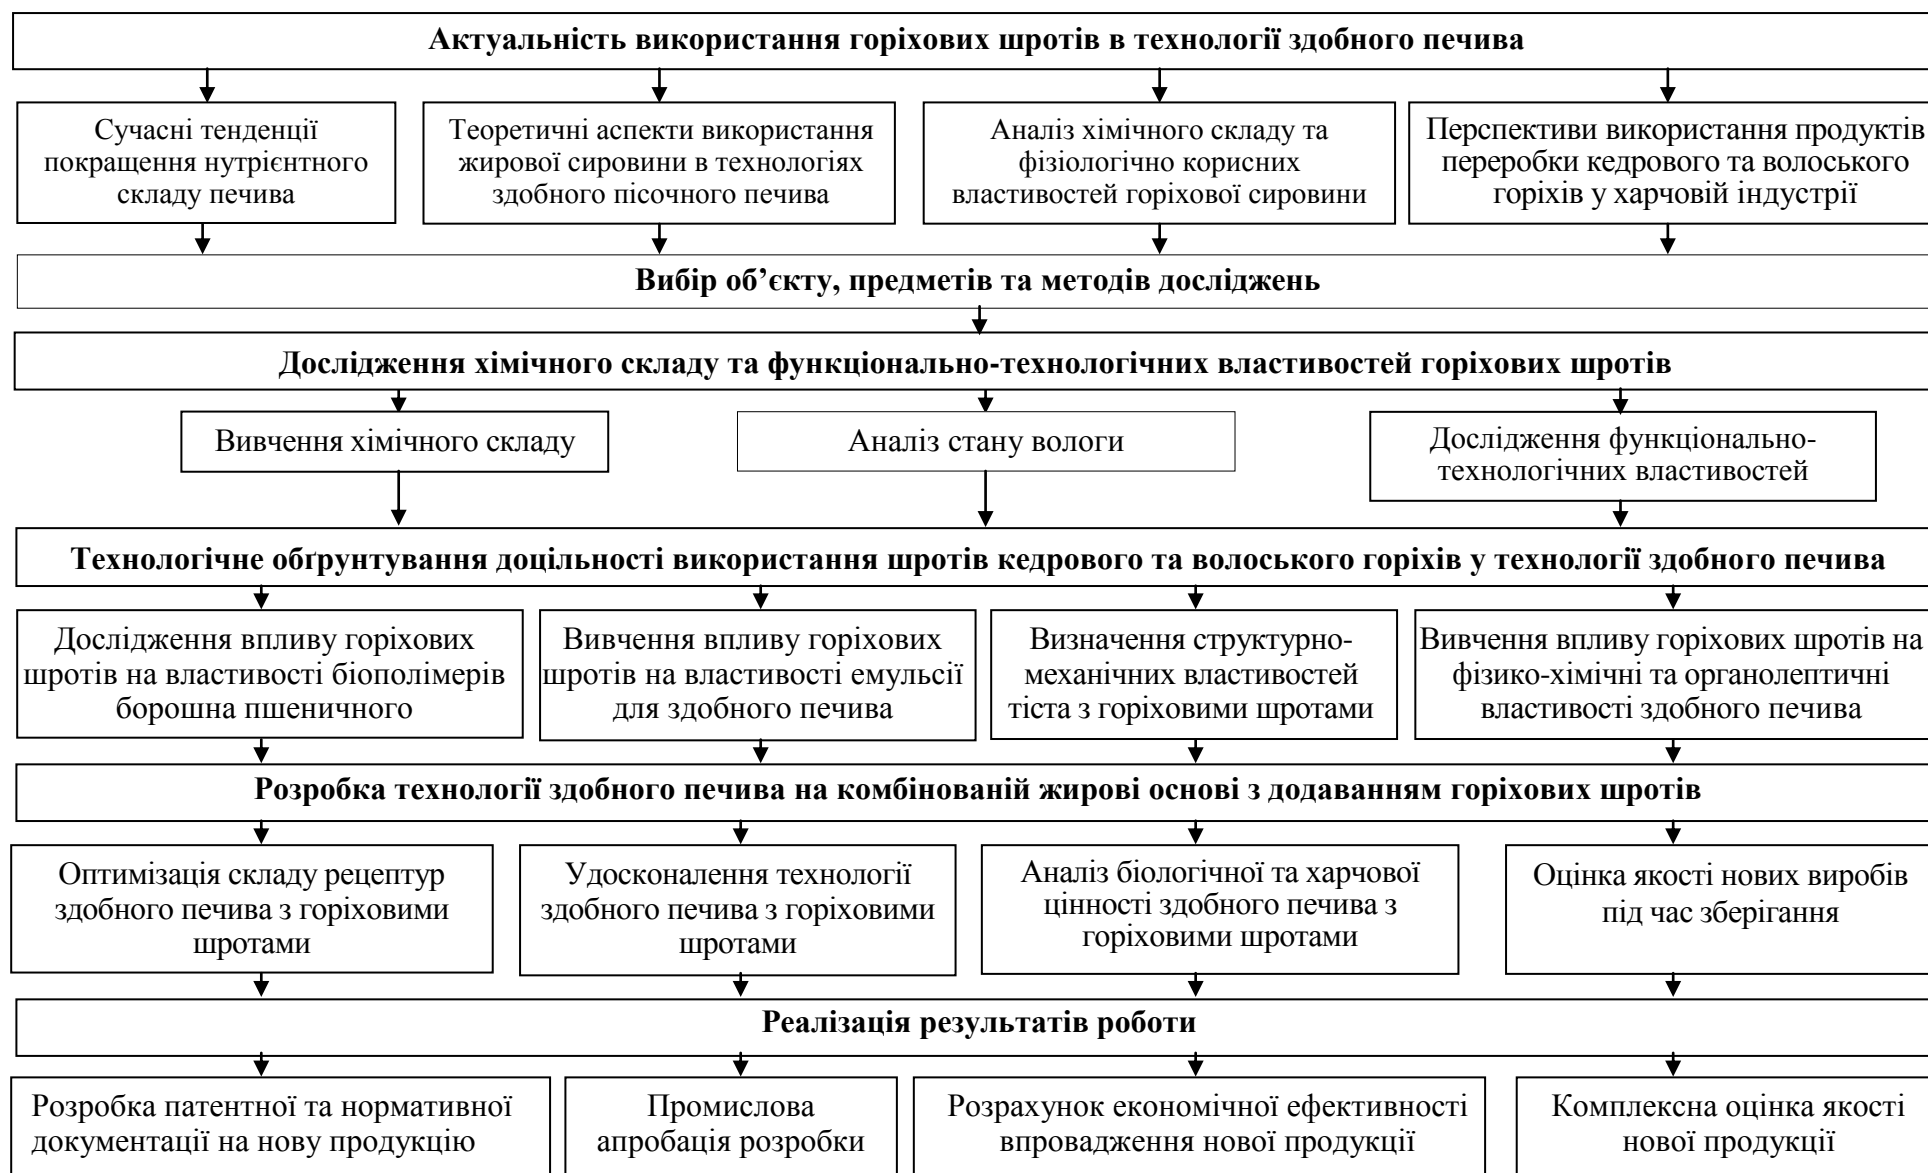 Актуальність використання горіхових шротів в технології здобного печива
Сучасні тенденції
покращення нутрієнтного
складу печива
Теоретичні аспекти використання
жирової сировини в технологіях
здобного пісочного печива
Аналіз хімічного складу та
фізіологічно корисних
властивостей горіхової сировини
Перспективи використання продуктів
переробки кедрового та волоського
горіхів у харчовій індустрії
Вибір об’єкту, предметів та методів досліджень
Дослідження хімічного складу та функціонально-технологічних властивостей горіхових шротів
Вивчення хімічного складу
Аналіз стану вологи
Дослідження функціонально-
технологічних властивостей
Технологічне обґрунтування доцільності використання шротів кедрового та волоського горіхів у технології здобного печива
Дослідження впливу горіхових
шротів на властивості біополімерів
борошна пшеничного
Вивчення впливу горіхових
шротів на властивості емульсії
для здобного печива
Визначення структурно-
механічних властивостей
тіста з горіховими шротами
Вивчення впливу горіхових шротів на
фізико-хімічні та органолептичні
властивості здобного печива
Розробка технології здобного печива на комбінованій жирові основі з додаванням горіхових шротів
Оптимізація складу рецептур
здобного печива з горіховими
шротами
Удосконалення технології
здобного печива з горіховими
шротами
Аналіз біологічної та харчової
цінності здобного печива з
горіховими шротами
Оцінка якості нових виробів
під час зберігання
Реалізація результатів роботи
Розробка патентної та нормативної
документації на нову продукцію
Промислова
апробація розробки
Розрахунок економічної ефективності
впровадження нової продукції
Комплексна оцінка якості
нової продукції